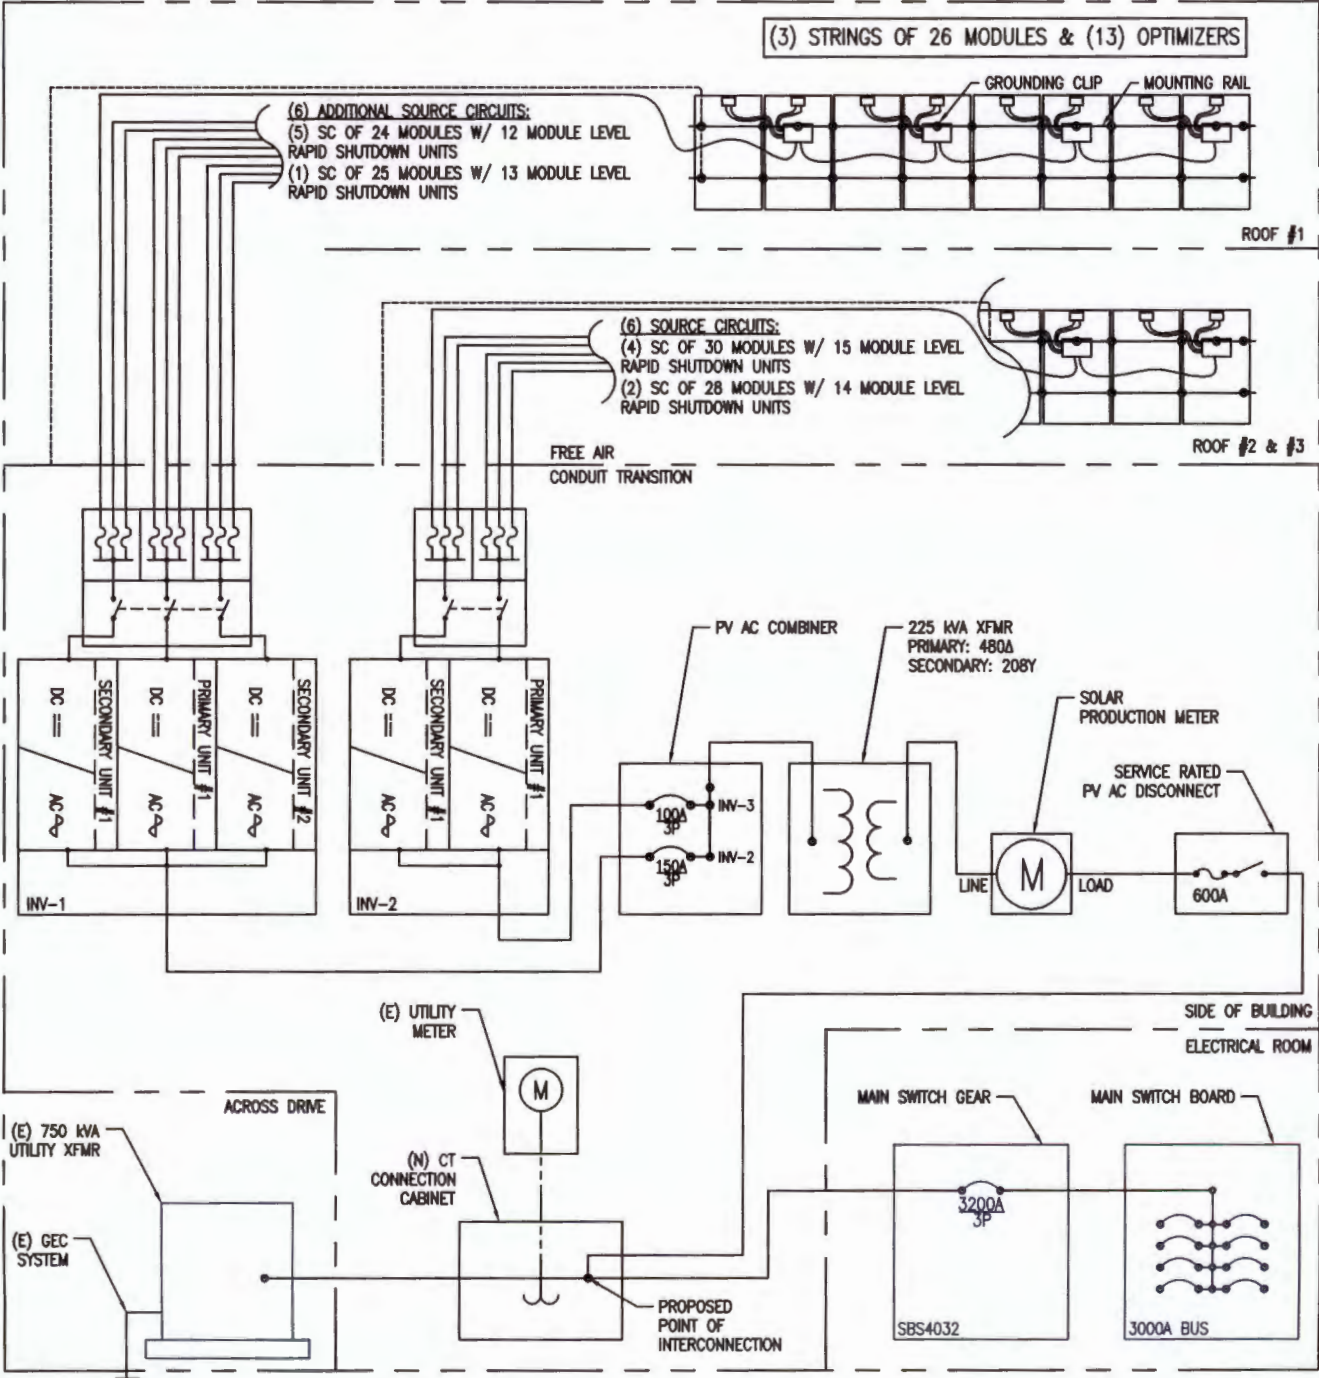 (3) STRINGS OF 26 MODULES & (13) OPTIMIZERS
GROUNDING CLIP
MOUNTING RAIL
(6) ADDITIONAL SOURCE CIRCUITS:
(5) SC OF 24 MODULES W/ 12 MODULE LEVEL
RAPID SHUTDOWN UNITS
(1) SC OF 25 MODULES W/ 13 MODULE LEVEL
RAPID SHUTDOWN UNITS
ROOF #1
(6) SOURCE CIRCUITS:
(4) SC OF 30 MODULES W/ 15 MODULE LEVEL
RAPID SHUTDOWN UNITS
(2) SC OF 28 MODULES W/ 14 MODULE LEVEL
RAPID SHUTDOWN UNITS
ROOF #2 & #3
FREE AIR
CONDUIT TRANSITION
DC
AC
SECONDARY UNIT #1
DC
AC
PRIMARY UNIT #1
DC
AC
SECONDARY UNIT #2
INV-1
DC
AC
SECONDARY UNIT #1
DC
AC
PRIMARY UNIT #1
INV-2
PV AC COMBINER
100A
3P
INV-3
150A
3P
INV-2
225 kVA XFMR
PRIMARY: 480Δ
SECONDARY: 208Y
SOLAR
PRODUCTION METER
LINE
M
LOAD
SERVICE RATED
PV AC DISCONNECT
600A
SIDE OF BUILDING
ELECTRICAL ROOM
(E) UTILITY
METER
M
ACROSS DRIVE
(E) 750 kVA
UTILITY XFMR
(E) GEC
SYSTEM
(N) CT
CONNECTION
CABINET
PROPOSED
POINT OF
INTERCONNECTION
MAIN SWITCH GEAR
3200A
3P
SBS4032
MAIN SWITCH BOARD
3000A BUS